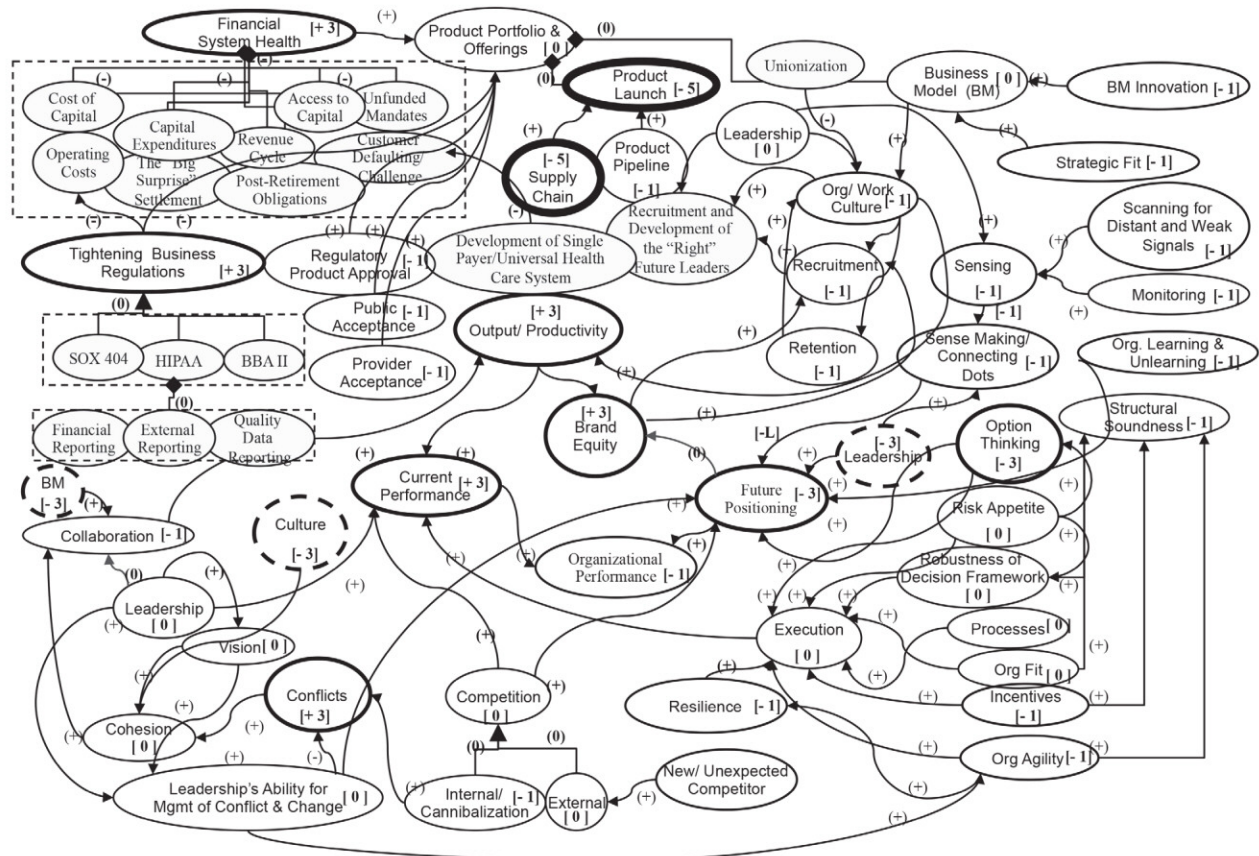 Financial
System Health
[+ 3]
(+)
Product Portfolio &
Offerings
[ 0 ]
(0)
(-)
(0)
Product
Launch
[- 5]
Unionization
Business
Model (BM)
[ 0 ]
(+)
BM Innovation
[- 1]
(-)
(-)
(-)
Cost of
Capital
Access to
Capital
Unfunded
Mandates
Capital
Expenditures
Revenue
Cycle
Customer
Defaulting/
Challenge
Operating
Costs
The "Big
Surprise"
Settlement
Post-Retirement
Obligations
(+)
(+)
[- 5]
Supply
Chain
Product
Pipeline
[- 1]
Leadership
[ 0 ]
(-)
(+)
(+)
Strategic Fit
[- 1]
(-)
(-)
(-)
(+)
(+)
(+)
Tightening Business
Regulations
[+ 3]
Regulatory
Product Approval
[- 1]
Development of Single
Payer/Universal Health
Care System
Recruitment and
Development of
the “Right”
Future Leaders
(+)
Org/ Work
Culture
[- 1]
(+)
Scanning for
Distant and Weak
Signals
[- 1]
(+)
Recruitment
[- 1]
Sensing
[- 1]
(+)
Monitoring
[- 1]
(0)
Public
Acceptance
[- 1]
[+ 3]
Output/ Productivity
[- 1]
SOX 404
HIPAA
BBA II
Provider
Acceptance
[- 1]
(+)
Retention
[- 1]
Sense Making/
Connecting
Dots
[- 1]
Org. Learning &
Unlearning
[- 1]
(0)
(+)
Financial
Reporting
External
Reporting
Quality
Data
Reporting
[+ 3]
Brand
Equity
(+)
(+)
[-L]
[- 3]
Leadership
Option
Thinking
[- 3]
Structural
Soundness
[- 1]
(+)
(+)
(0)
(+)
BM
[- 3]
(+)
Current
Performance
[+ 3]
Future
Positioning
[- 3]
(+)
(+)
Culture
[- 3]
Risk Appetite
[ 0 ]
(+)
Collaboration
[- 1]
(+)
(+)
(+)
Organizational
Performance
[- 1]
Robustness of
Decision Framework
[ 0 ]
(+)
(+)
(0)
(+)
(+)
Leadership
[ 0 ]
(+)
(+)
(+)
(+)
Processes
[ 0 ]
Vision
[ 0 ]
Execution
[ 0 ]
(+)
(+)
(+)
(+)
Org Fit
[ 0 ]
(+)
Conflicts
[+ 3]
Competition
[ 0 ]
(+)
(+)
Resilience
[- 1]
(+)
Incentives
[- 1]
(+)
(+)
Cohesion
[ 0 ]
(+)
(0)
(0)
(+)
Org Agility
[- 1]
(+)
(-)
Leadership’s Ability for
Mgmt of Conflict & Change
[ 0 ]
(+)
Internal/
Cannibalization
[- 1]
External
[ 0 ]
(+)
New/ Unexpected
Competitor
(+)
(+)
(+)